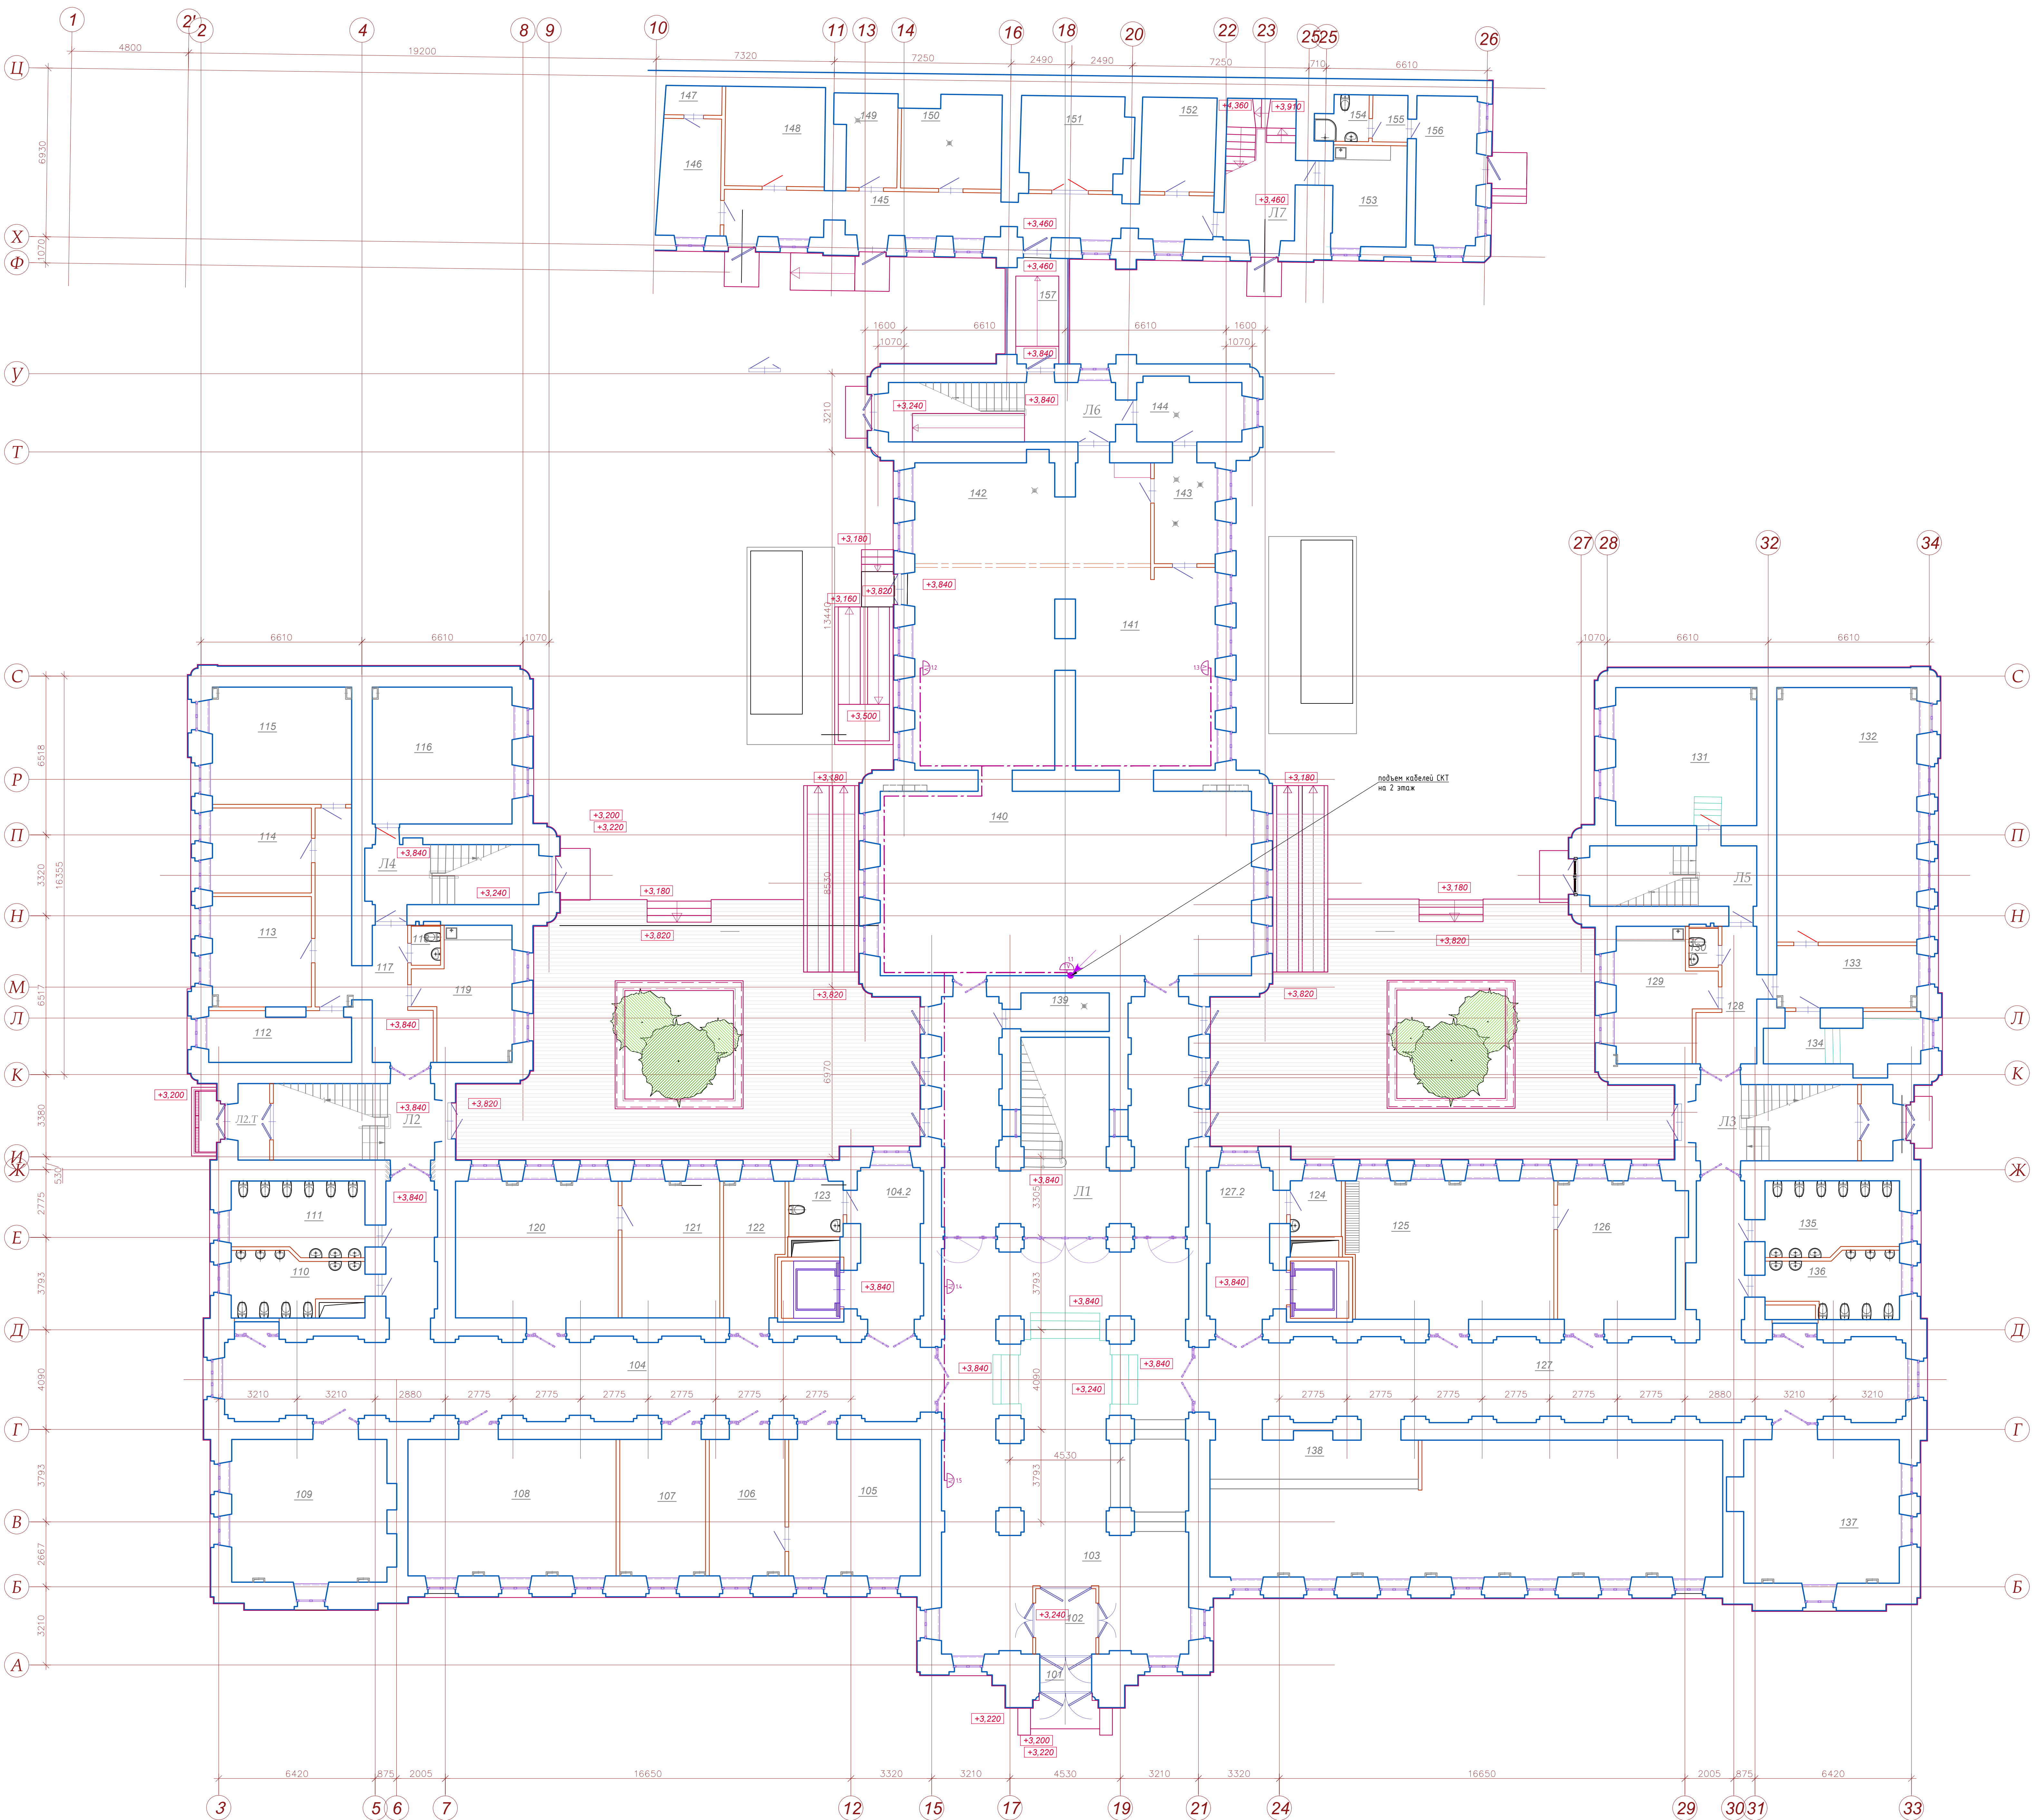 1 2' 2 4 8 9 10 11 13 14 16 18 20 22 23 25 25 26
4800 19200 7320 7250 2490 2490 7250 710 6610
Ц
6930
Х
1070
Ф
147 148 149 150 151 152 154 155 156
146 145 153
+4,360 +3,910
+3,460 +3,460
Л7
+3,460
157
1600 6610 6610 1600
1070 1070
+3,840
У
3210
+3,240 +3,840 Л6 144
Т
142 143
+3,180
+3,820 +3,840
+3,160
13440
141
27 28 32 34
6610 6610 1070
1070 6610 6610
12 13
С С
+3,500
115 116
131 132
6518
Р
+3,180 +3,180
подъем кабелей СКТ
на 2 этаж
140
+3,200
+3,220
П П
114
+3,840 Л4
3320 16355
8530
Л5
+3,240
+3,180 +3,180
Н Н
113 117 119
+3,820 +3,820
129 133
11
6517
М
+3,820 +3,820
139
128
Л Л
112 +3,840
134
К К
6970
+3,200
+3,820
+3,840
3380
Л2.Т Л2 Л3
И
Ж Ж
530
+3,840 +3,840
2775
111 123 104.2 Л1 127.2 124 135
3305
120 121 122 125 126
Е Е
110 136
3793 3793
+3,840 14 +3,840
+3,840
Д Д
104 127
+3,840 +3,840
4090 4090
+3,240
3210 3210 2880 2775 2775 2775 2775 2775 2775
2775 2775 2775 2775 2775 2775 2880 3210 3210
Г Г
4530
138
3793 3793
15
109 108 107 106 105
В В
137
2667
103
Б Б
+3,240 102
3210
А
101
+3,220
+3,200
+3,220
6420 875 2005 16650 3320 3210 4530 3210 3320 16650 2005 875 6420
3 5 6 7 12 15 17 19 21 24 29 30 31 33